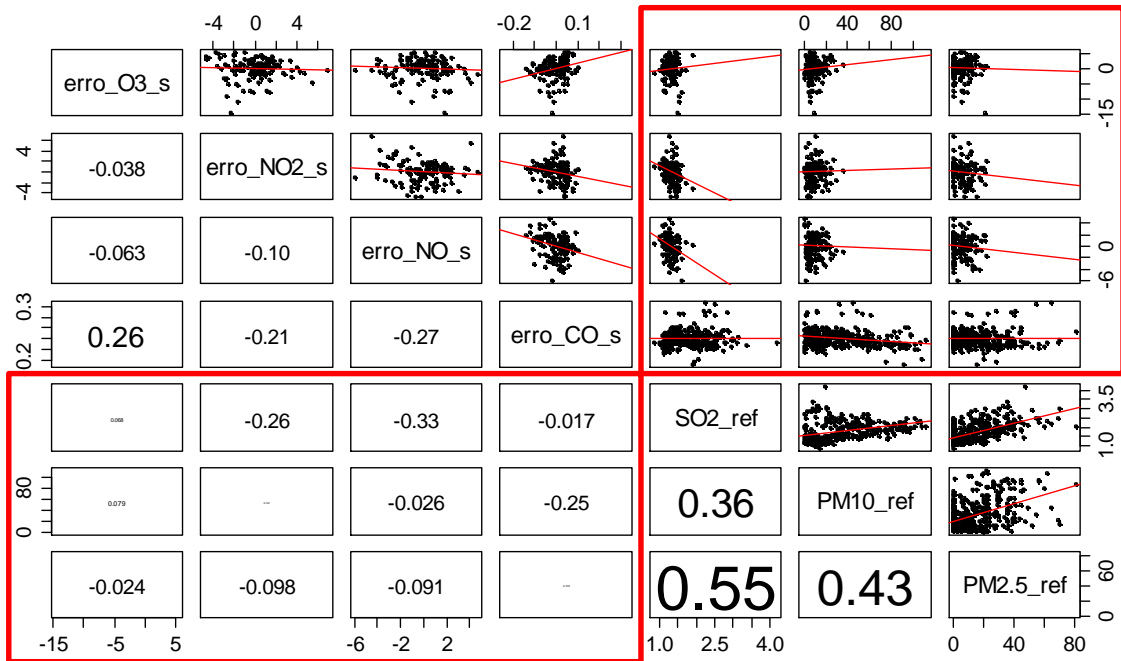 -4 0 4 -0.2 0.1 0 40 80
erro_O3_s 0 -15
4 -4 -0.038 erro_NO2_s
-0.063 -0.10 erro_NO_s 0 -6
0.3 0.2 0.26 -0.21 -0.27 erro_CO_s
0.068 -0.26 -0.33 -0.017 SO2_ref 3.5 1.0
80 0 0.079 -0.026 -0.25 0.36 PM10_ref
-0.024 -0.098 -0.091 0.55 0.43 PM2.5_ref 60 0
-15 -5 5 -6 -2 2 1.0 2.5 4.0 0 40 80